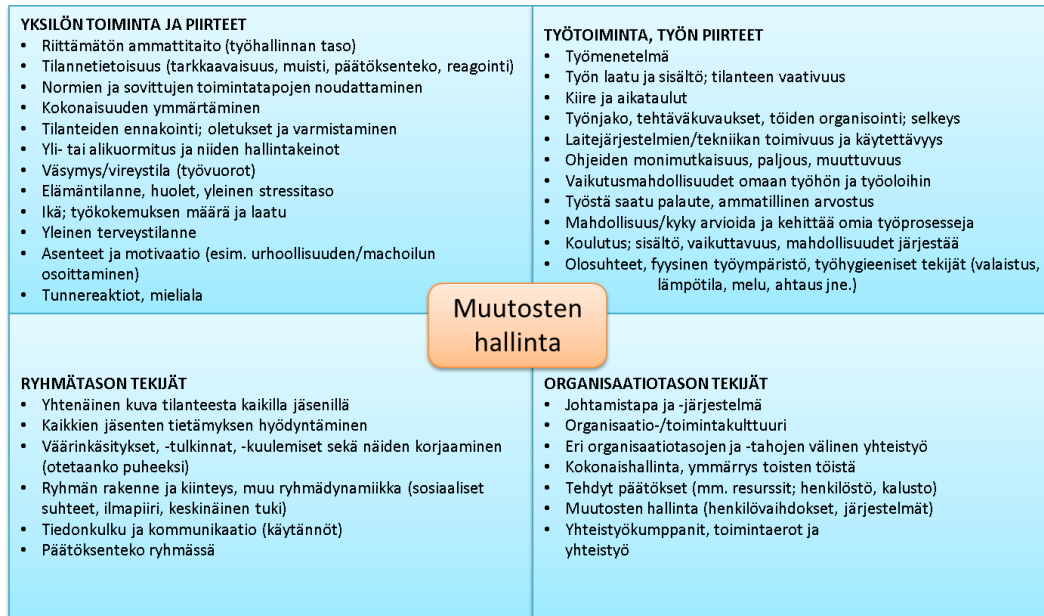 YKSILÖN TOIMINTA JA PIIRTEET
• Riittämätön ammattitaito (työhallinnan taso)
• Tilannetietoisuus (tarkkaavaisuus, muisti, päätöksenteko, reagointi)
• Normien ja sovittujen toimintatapojen noudattaminen
• Kokonaisuuden ymmärtäminen
• Tilanteiden ennakointi; oletukset ja varmistaminen
• Yli- tai alikuormitus ja niiden hallintakeinot
• Väsymys/vireystila (työvuorot)
• Elämäntilanne, huolet, yleinen stressitaso
• Ikä; työkokemuksen määrä ja laatu
• Yleinen terveystilanne
• Asenteet ja motivaatio (esim. urhoollisuuden/machoilun
osoittaminen)
• Tunnereaktiot, mieliala
TYÖTOIMINTA, TYÖN PIIRTEET
• Työmenetelmä
• Työn laatu ja sisältö; tilanteen vaativuus
• Kiire ja aikataulut
• Työnjako, tehtäväkuvaukset, töiden organisointi; selkeys
• Laitejärjestelmien/tekniikan toimivuus ja käytettävyys
• Ohjeiden monimutkaisuus, paljous, muuttuvuus
• Vaikutusmahdollisuudet omaan työhön ja työoloihin
• Työstä saatu palaute, ammatillinen arvostus
• Mahdollisuus/kyky arvioida ja kehittää omia työprosesseja
• Koulutus; sisältö, vaikuttavuus, mahdollisuudet järjestää
• Olosuhteet, fyysinen työympäristö, työhygieeniset tekijät (valaistus,
lämpötila, melu, ahtaus jne.)
Muutosten
hallinta
RYHMÄTASON TEKIJÄT
• Yhtenäinen kuva tilanteesta kaikilla jäsenillä
• Kaikkien jäsenten tietämyksen hyödyntäminen
• Väärinkäsitykset, -tulkinnat, -kuulemiset sekä näiden korjaaminen
(otetaanko puheeksi)
• Ryhmän rakenne ja kiinteys, muu ryhmädynamiikka (sosiaaliset
suhteet, ilmapiiri, keskinäinen tuki)
• Tiedonkulku ja kommunikaatio (käytännöt)
• Päätöksenteko ryhmässä
ORGANISAATIOTASON TEKIJÄT
• Johtamistapa ja -järjestelmä
• Organisaatio-/toimintakulttuuri
• Eri organisaatiotasojen ja -tahojen välinen yhteistyö
• Kokonaishallinta, ymmärrys toisten töistä
• Tehdyt päätökset (mm. resurssit; henkilöstö, kalusto)
• Muutosten hallinta (henkilövaihdokset, järjestelmät)
• Yhteistyökumppanit, toimintaerot ja
yhteistyö